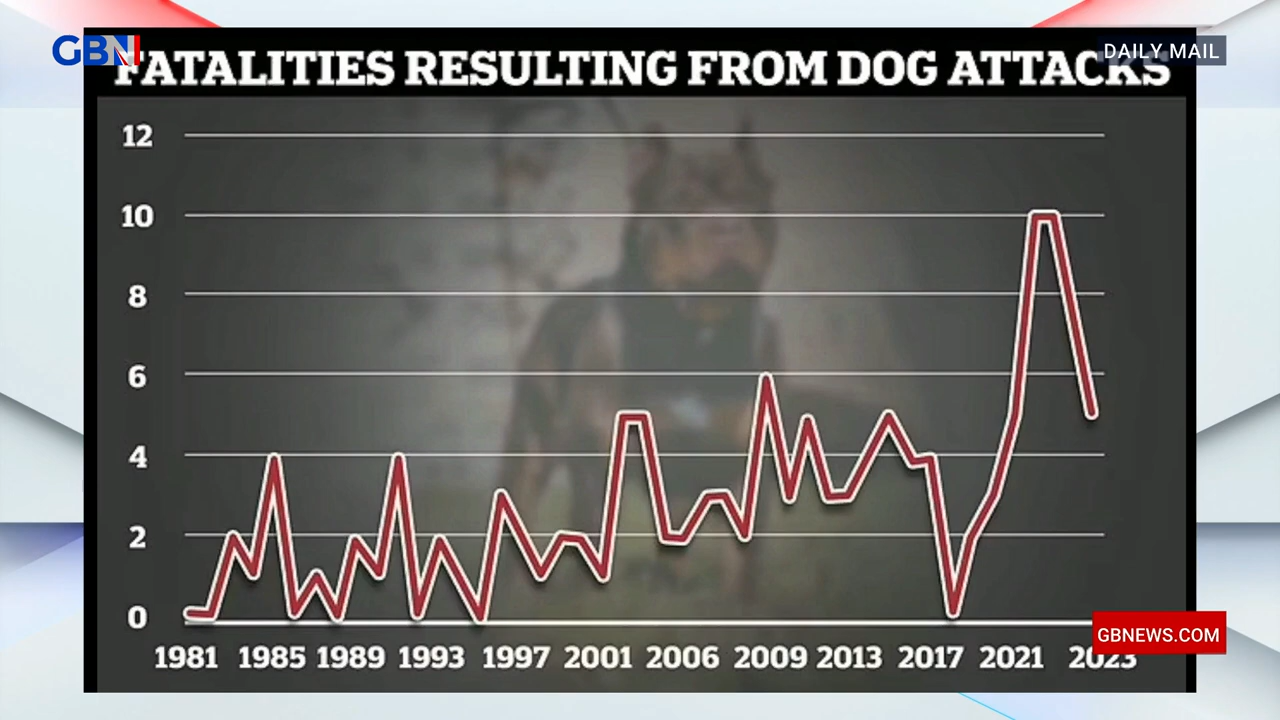 GBN
DAILY MAIL
FATALITIES RESULTING FROM DOG ATTACKS
12
10
8
6
4
2
0
1981 1985 1989 1993 1997 2001 2006 2009 2013 2017 2021 2023
GBNEWS.COM